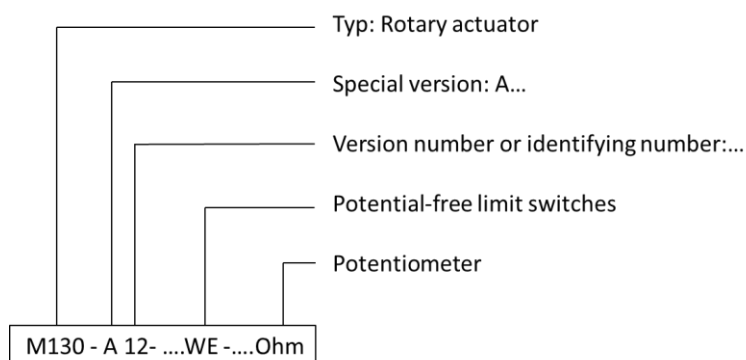 Typ: Rotary actuator
Special version: A...
Version number or identifying number:...
Potential-free limit switches
Potentiometer
M130 - A 12- ....WE -....Ohm